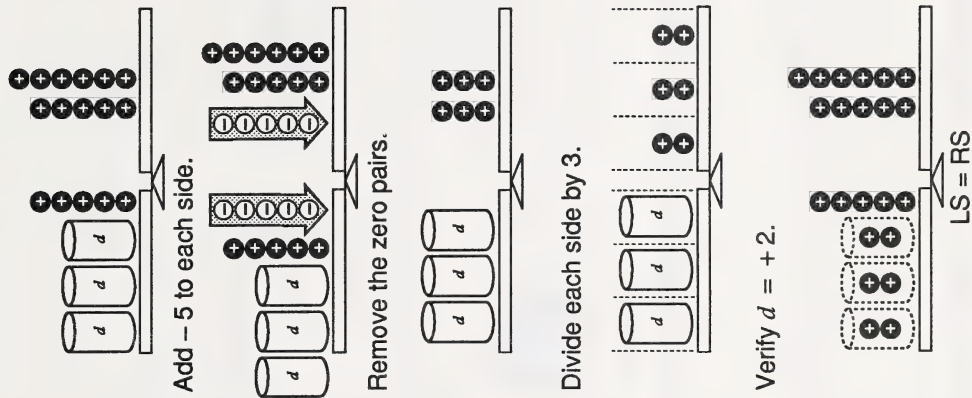 d d d
Add – 5 to each side.
d d d
Remove the zero pairs.
d d d
Divide each side by 3.
d d d
Verify d = +2.
LS = RS